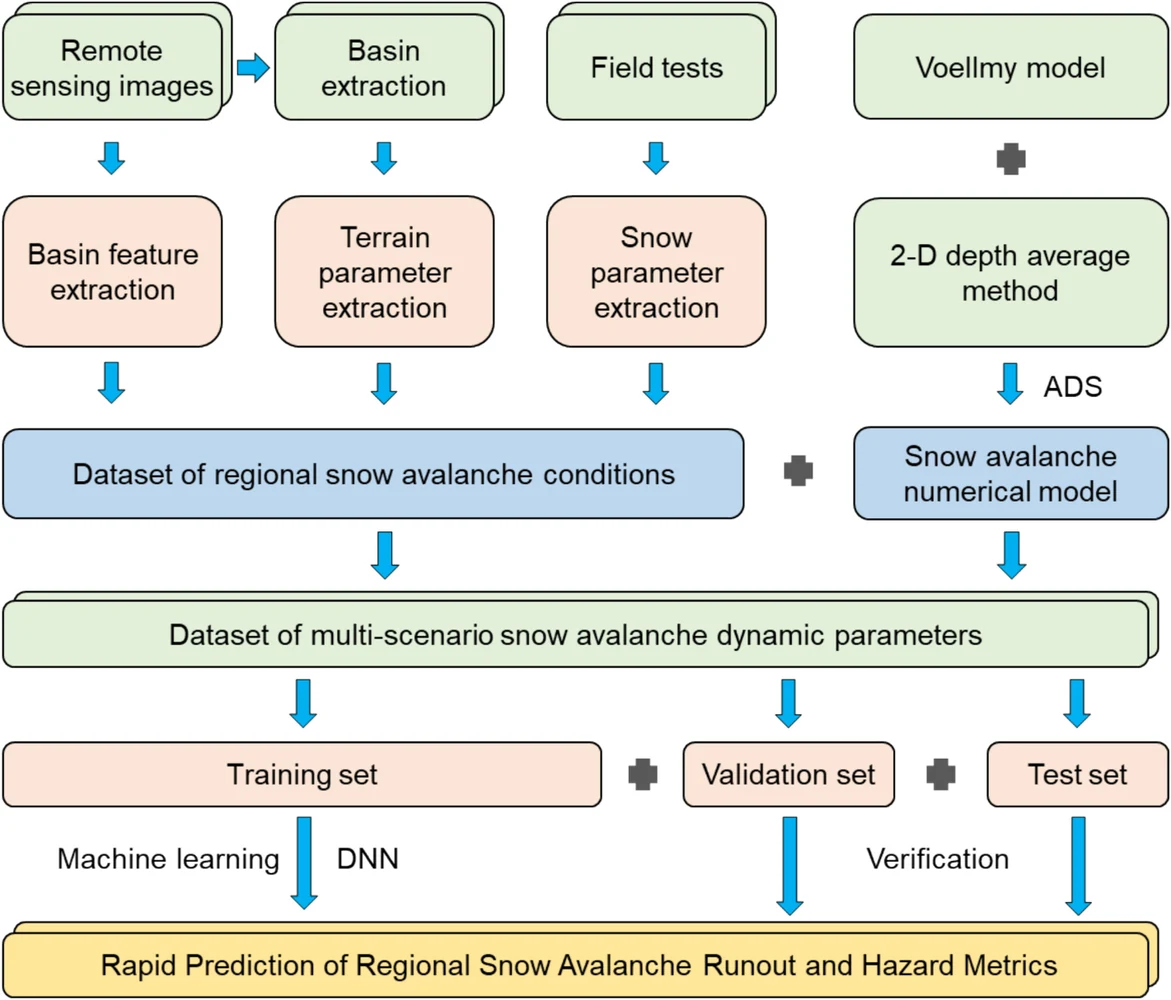 Remote
sensing images
Basin
extraction
Field tests
Voellmy model
Basin feature
extraction
Terrain
parameter
extraction
Snow
parameter
extraction
2-D depth average
method
ADS
Dataset of regional snow avalanche conditions
Snow avalanche
numerical model
Dataset of multi-scenario snow avalanche dynamic parameters
Training set
Validation set
Test set
Machine learning
DNN
Verification
Rapid Prediction of Regional Snow Avalanche Runout and Hazard Metrics